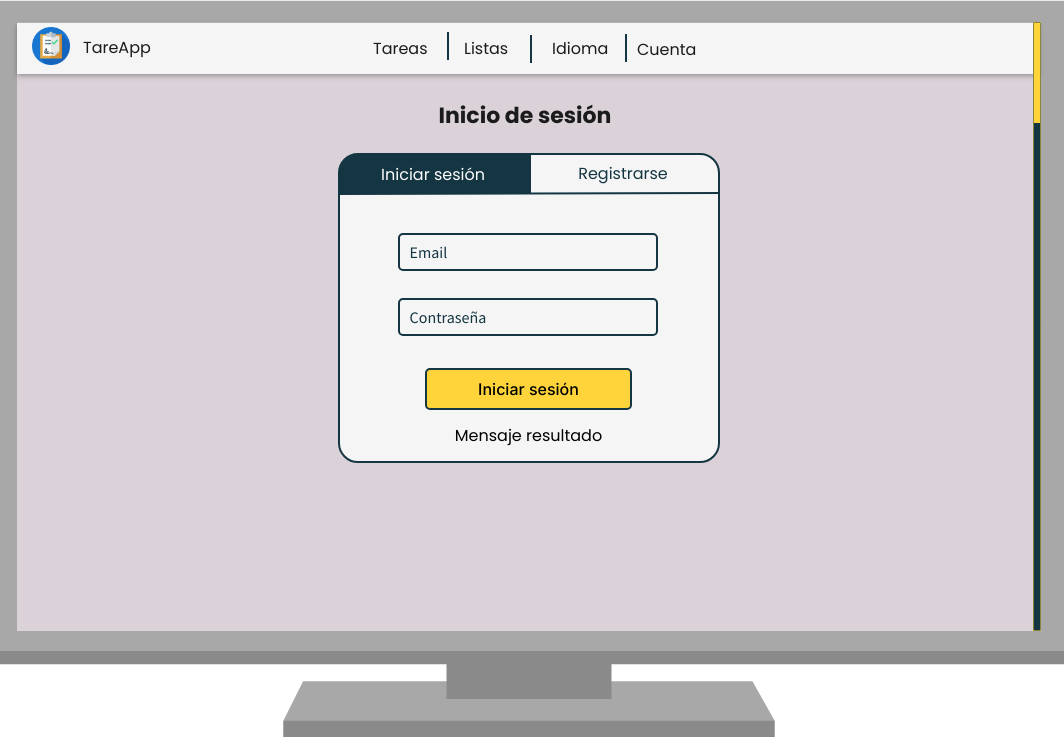 TareApp
Tareas
Listas
Idioma
Cuenta
Inicio de sesión
Iniciar sesión
Registrarse
Email
Contraseña
Iniciar sesión
Mensaje resultado